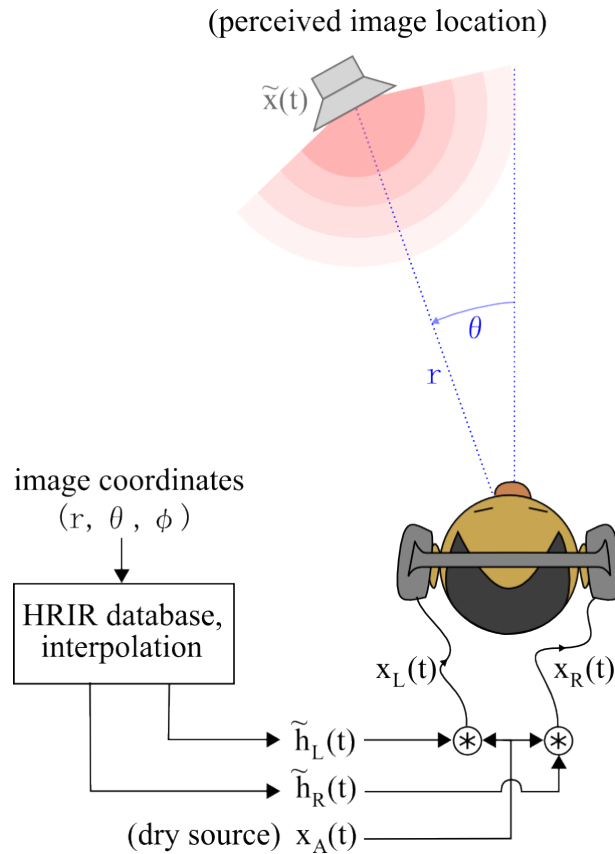 (perceived image location)
x̃(t)
θ
r
image coordinates
(r, θ, ϕ)
HRIR database,
interpolation
x_L(t)
x_R(t)
h̃_L(t)
h̃_R(t)
(dry source) x_A(t)